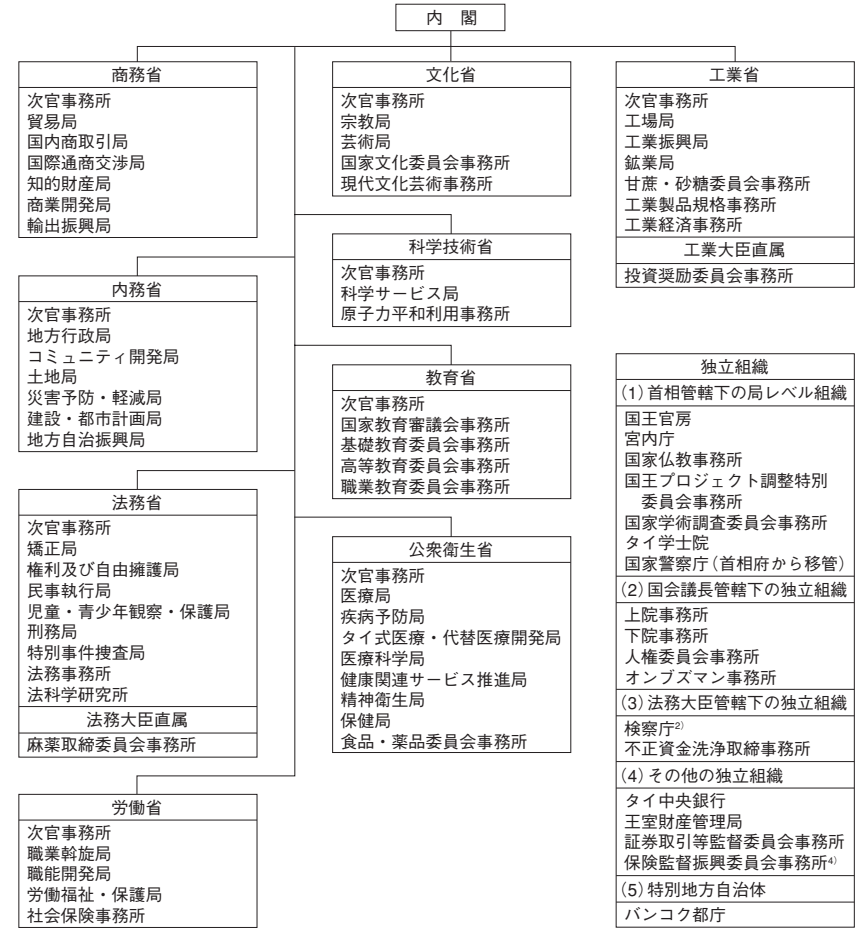 内　閣
商務省
次官事務所
貿易局
国内商取引局
国際通商交渉局
知的財産局
商業開発局
輸出振興局
内務省
次官事務所
地方行政局
コミュニティ開発局
土地局
災害予防・軽減局
建設・都市計画局
地方自治振興局
法務省
次官事務所
矯正局
権利及び自由擁護局
民事執行局
児童・青少年観察・保護局
刑務局
特別事件捜査局
法務事務所
法科学研究所
法務大臣直属
麻薬取締委員会事務所
労働省
次官事務所
職業斡旋局
職能開発局
労働福祉・保護局
社会保険事務所
文化省
次官事務所
宗教局
芸術局
国家文化委員会事務所
現代文化芸術事務所
科学技術省
次官事務所
科学サービス局
原子力平和利用事務所
教育省
次官事務所
国家教育審議会事務所
基礎教育委員会事務所
高等教育委員会事務所
職業教育委員会事務所
公衆衛生省
次官事務所
医療局
疾病予防局
タイ式医療・代替医療開発局
医療科学局
健康関連サービス推進局
精神衛生局
保健局
食品・薬品委員会事務所
工業省
次官事務所
工場局
工業振興局
鉱業局
甘蔗・砂糖委員会事務所
工業製品規格事務所
工業経済事務所
工業大臣直属
投資奨励委員会事務所
独立組織
(1)首相管轄下の局レベル組織
国王官房
宮内庁
国家仏教事務所
国王プロジェクト調整特別
委員会事務所
国家学術調査委員会事務所
タイ学士院
国家警察庁(首相府から移管)
(2)国会議長管轄下の独立組織
上院事務所
下院事務所
人権委員会事務所
オンブズマン事務所
(3)法務大臣管轄下の独立組織
検察庁2)
不正資金洗浄取締事務所
(4)その他の独立組織
タイ中央銀行
王室財産管理局
証券取引等監督委員会事務所
保険監督振興委員会事務所4)
(5)特別地方自治体
バンコク都庁